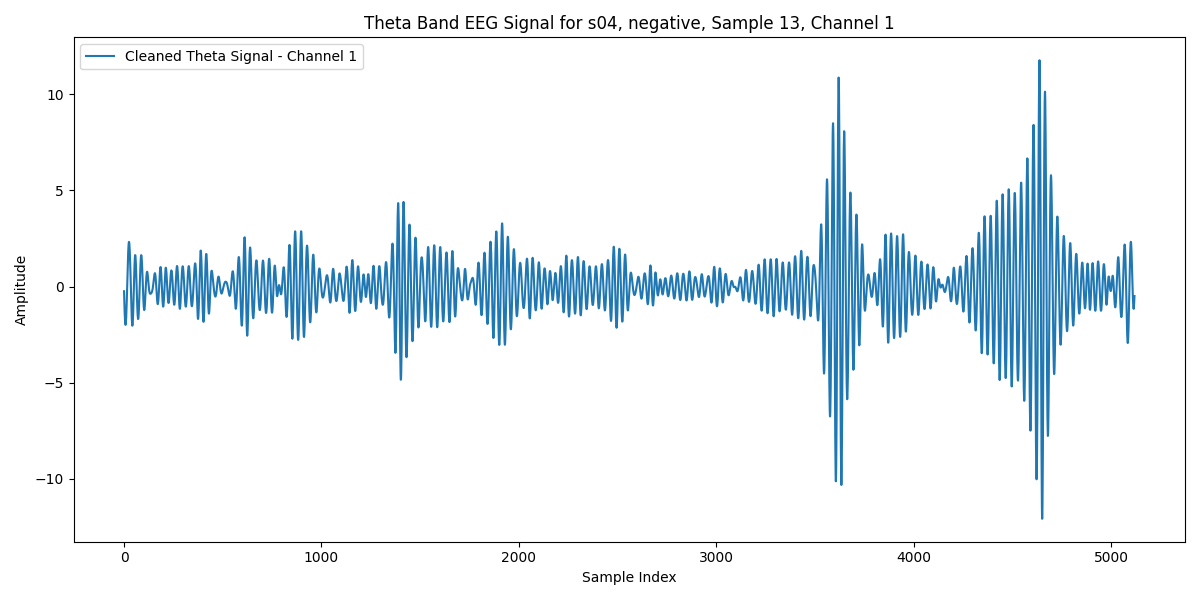 Theta Band EEG Signal for s04, negative, Sample 13, Channel 1
Cleaned Theta Signal - Channel 1
Amplitude
10
5
0
−5
−10
0 1000 2000 3000 4000 5000
Sample Index